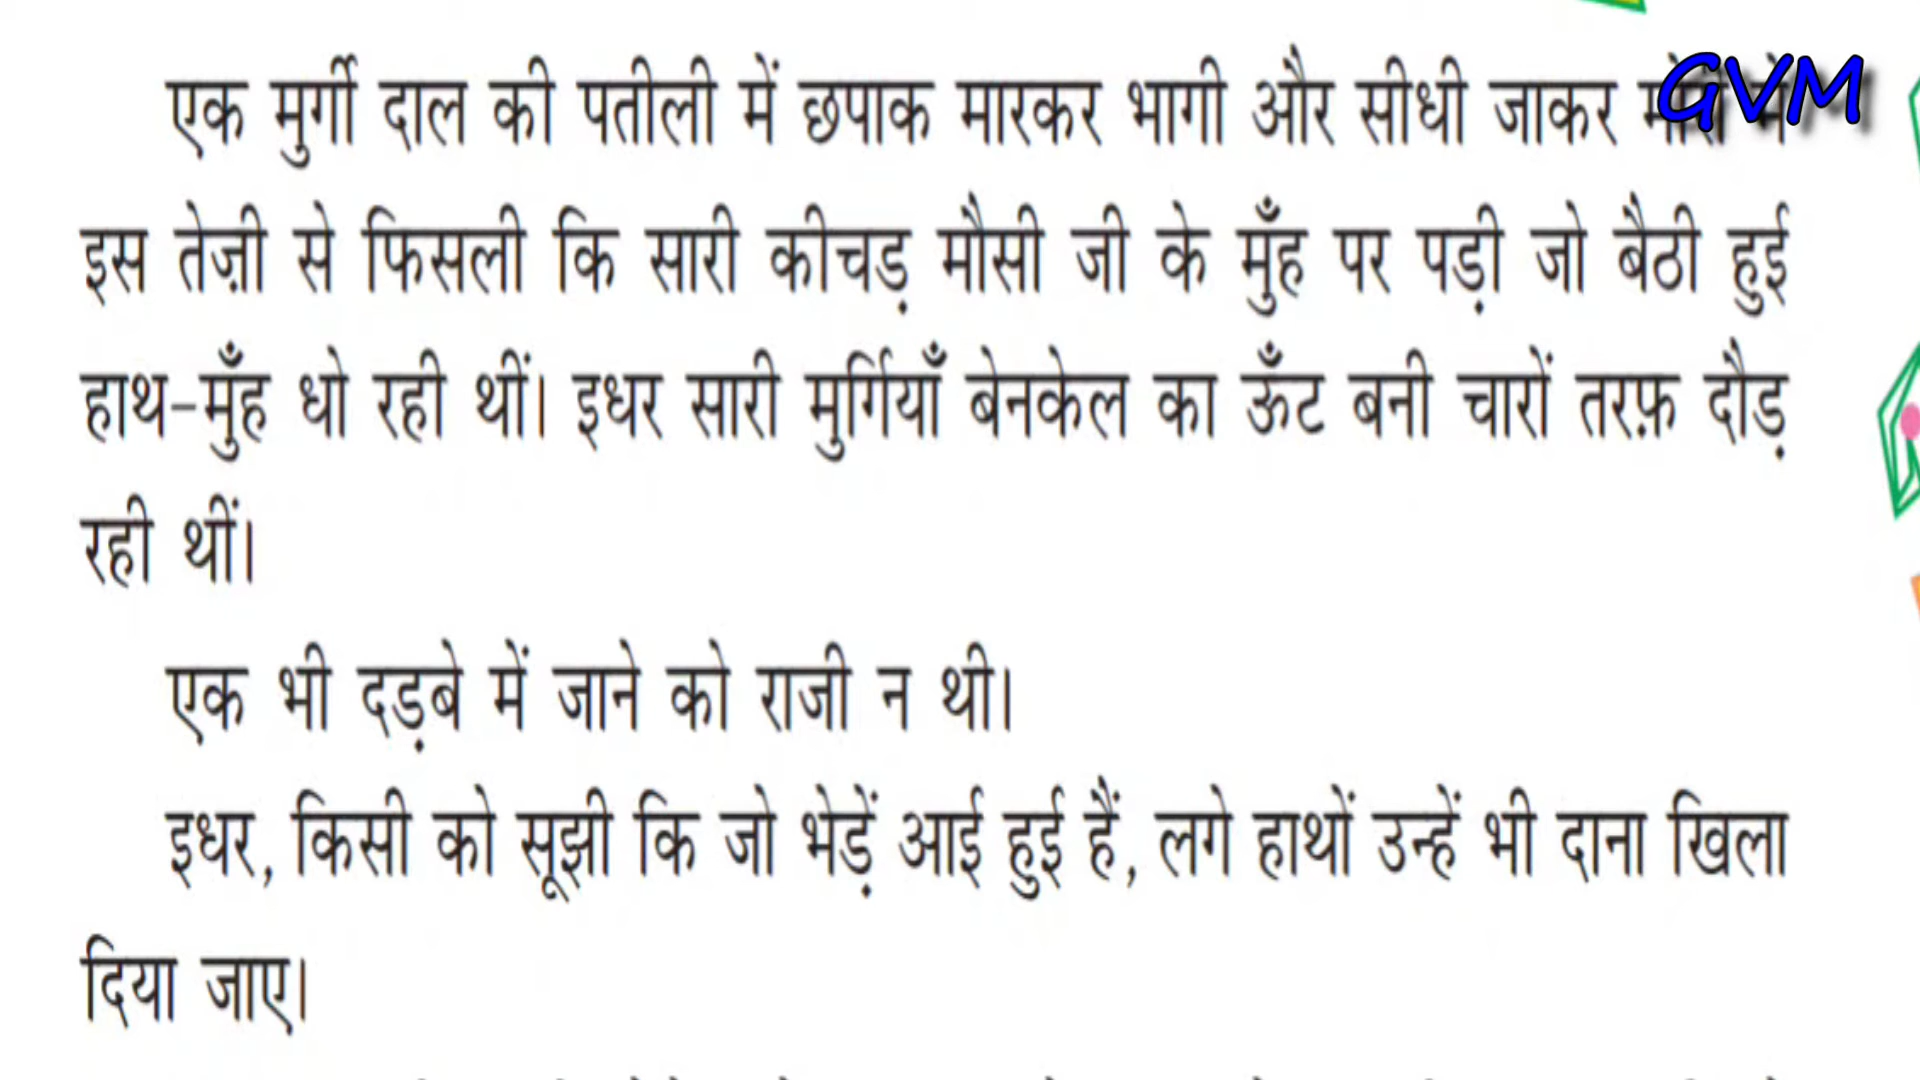 एक मुर्गी दाल की पतीली में छपाक मारकर भागी और सीधी जाकर
GVM
इस तेज़ी से फिसली कि सारी कीचड़ मौसी जी के मुँह पर पड़ी जो बैठी हुई
हाथ-मुँह धो रही थीं। इधर सारी मुर्गियाँ बेनकेल का ऊँट बनी चारों तरफ़ दौड़
रही थीं।
एक भी दड़बे में जाने को राजी न थी।
इधर, किसी को सूझी कि जो भेड़ें आई हुई हैं, लगे हाथों उन्हें भी दाना खिला
दिया जाए।